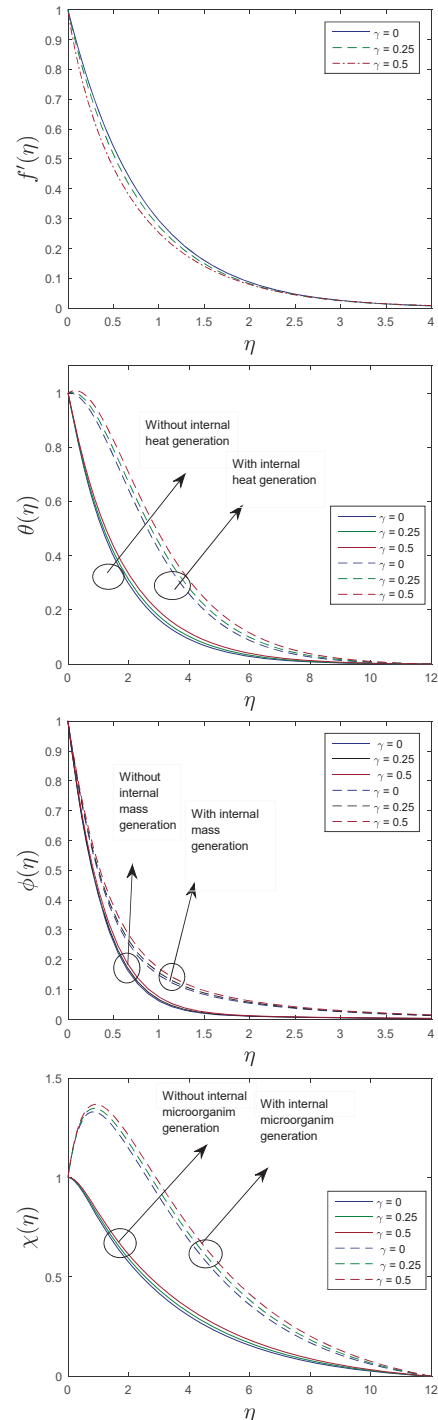 1
0.9
0.8
0.7
0.6
0.5
0.4
0.3
0.2
0.1
0
f′(η)
γ = 0
γ = 0.25
γ = 0.5
0 0.5 1 1.5 2 2.5 3 3.5 4
η
1
0.8
0.6
0.4
0.2
0
θ(η)
Without internal
heat generation
With internal
heat generation
γ = 0
γ = 0.25
γ = 0.5
γ = 0
γ = 0.25
γ = 0.5
0 2 4 6 8 10 12
η
1
0.9
0.8
0.7
0.6
0.5
0.4
0.3
0.2
0.1
0
ϕ(η)
Without
internal
mass
generation
With internal
mass
generation
γ = 0
γ = 0.25
γ = 0.5
γ = 0
γ = 0.25
γ = 0.5
0 0.5 1 1.5 2 2.5 3 3.5 4
η
1.5
1
0.5
0
χ(η)
Without internal
microorganim
generation
With internal
microorganim
generation
γ = 0
γ = 0.25
γ = 0.5
γ = 0
γ = 0.25
γ = 0.5
0 2 4 6 8 10 12
η